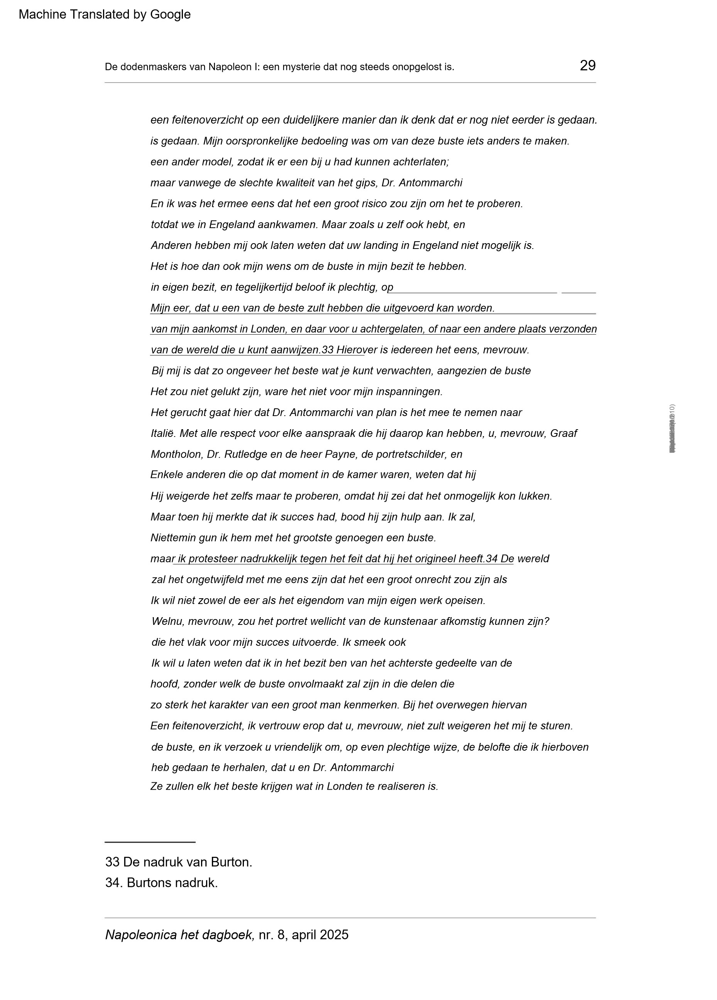 Machine Translated by Google
De dodenmaskers van Napoleon I: een mysterie dat nog steeds onopgelost is. 29
een feitenoverzicht op een duidelijkere manier dan ik denk dat er nog niet eerder is gedaan.
is gedaan. Mijn oorspronkelijke bedoeling was om van deze buste iets anders te maken.
een ander model, zodat ik er een bij u had kunnen achterlaten;
maar vanwege de slechte kwaliteit van het gips, Dr. Antommarchi
En ik was het ermee eens dat het een groot risico zou zijn om het te proberen.
totdat we in Engeland aankwamen. Maar zoals u zelf ook hebt, en
Anderen hebben mij ook laten weten dat uw landing in Engeland niet mogelijk is.
Het is hoe dan ook mijn wens om de buste in mijn bezit te hebben.
in eigen bezit, en tegelijkertijd beloof ik plechtig, op
Mijn eer, dat u een van de beste zult hebben die uitgevoerd kan worden.
van mijn aankomst in Londen, en daar voor u achtergelaten, of naar een andere plaats verzonden
van de wereld die u kunt aanwijzen.33 Hierover is iedereen het eens, mevrouw.
Bij mij is dat zo ongeveer het beste wat je kunt verwachten, aangezien de buste
Het zou niet gelukt zijn, ware het niet voor mijn inspanningen.
Het gerucht gaat hier dat Dr. Antommarchi van plan is het mee te nemen naar
Italië. Met alle respect voor elke aanspraak die hij daarop kan hebben, u, mevrouw, Graaf
Montholon, Dr. Rutledge en de heer Payne, de portretschilder, en
Enkele anderen die op dat moment in de kamer waren, weten dat hij
Hij weigerde het zelfs maar te proberen, omdat hij zei dat het onmogelijk kon lukken.
Maar toen hij merkte dat ik succes had, bood hij zijn hulp aan. Ik zal,
Niettemin gun ik hem met het grootste genoegen een buste.
maar ik protesteer nadrukkelijk tegen het feit dat hij het origineel heeft.34 De wereld
zal het ongetwijfeld met me eens zijn dat het een groot onrecht zou zijn als
Ik wil niet zowel de eer als het eigendom van mijn eigen werk opeisen.
Welnu, mevrouw, zou het portret wellicht van de kunstenaar afkomstig kunnen zijn?
die het vlak voor mijn succes uitvoerde. Ik smeek ook
Ik wil u laten weten dat ik in het bezit ben van het achterste gedeelte van de
hoofd, zonder welk de buste onvolmaakt zal zijn in die delen die
zo sterk het karakter van een groot man kenmerken. Bij het overwegen hiervan
Een feitenoverzicht, ik vertrouw erop dat u, mevrouw, niet zult weigeren het mij te sturen.
de buste, en ik verzoek u vriendelijk om, op even plechtige wijze, de belofte die ik hierboven
heb gedaan te herhalen, dat u en Dr. Antommarchi
Ze zullen elk het beste krijgen wat in Londen te realiseren is.
33 De nadruk van Burton.
34. Burtons nadruk.
Napoleonica het dagboek, nr. 8, april 2025